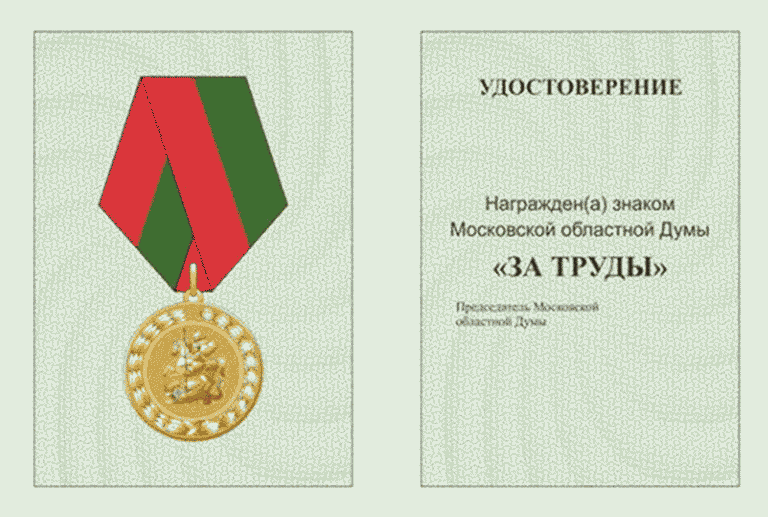 УДОСТОВЕРЕНИЕ
Награжден(а) знаком
Московской областной Думы
«ЗА ТРУДЫ»
Председатель Московской
областной Думы